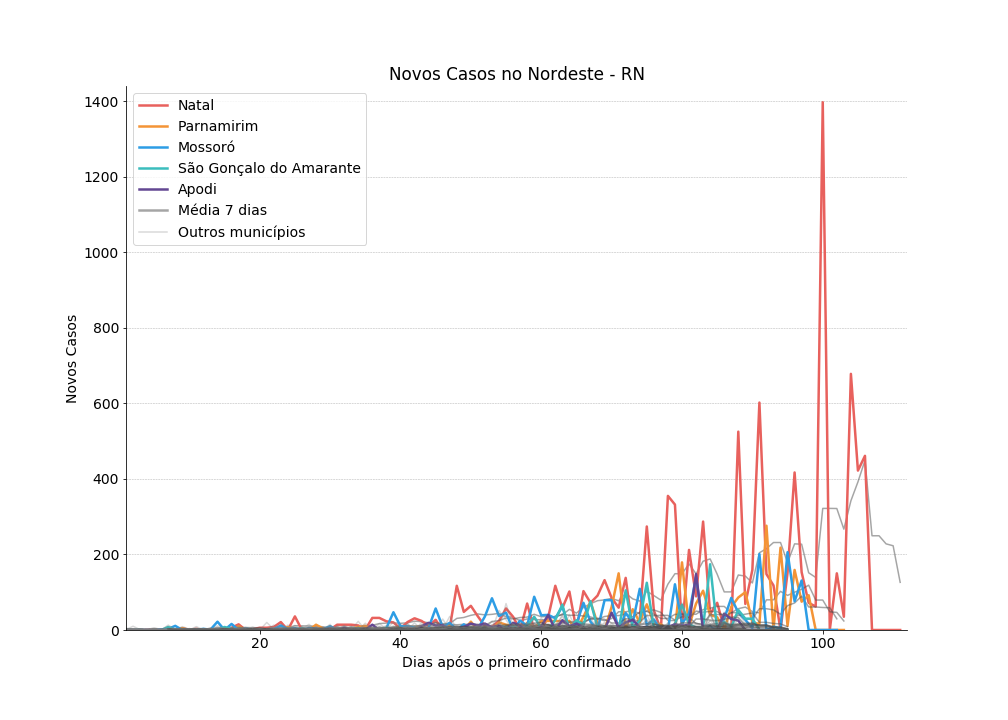 Novos Casos no Nordeste - RN
1400
1200
1000
800
600
400
200
0
Novos Casos
Natal
Parnamirim
Mossoró
São Gonçalo do Amarante
Apodi
Média 7 dias
Outros municípios
20 40 60 80 100
Dias após o primeiro confirmado